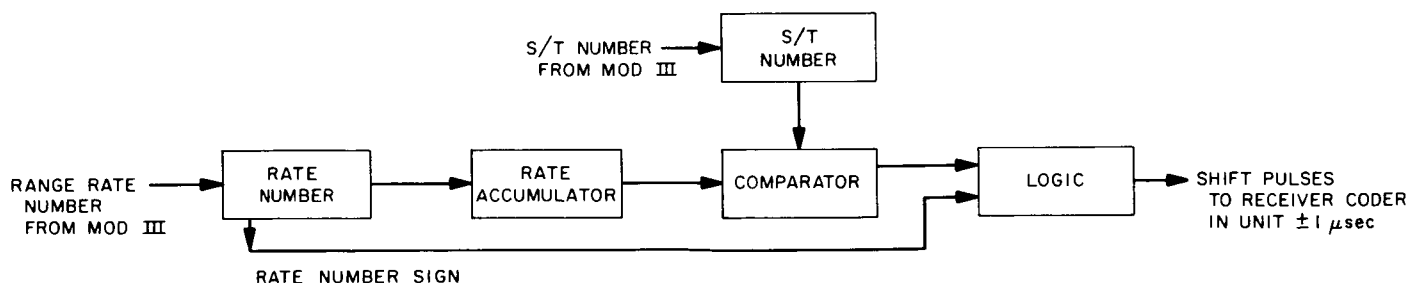 S/T NUMBER
FROM MOD III
S/T
NUMBER
RANGE RATE
NUMBER
FROM MOD III
RATE
NUMBER
RATE
ACCUMULATOR
COMPARATOR
LOGIC
SHIFT PULSES
TO RECEIVER CODER
IN UNIT ±1 μsec
RATE NUMBER SIGN